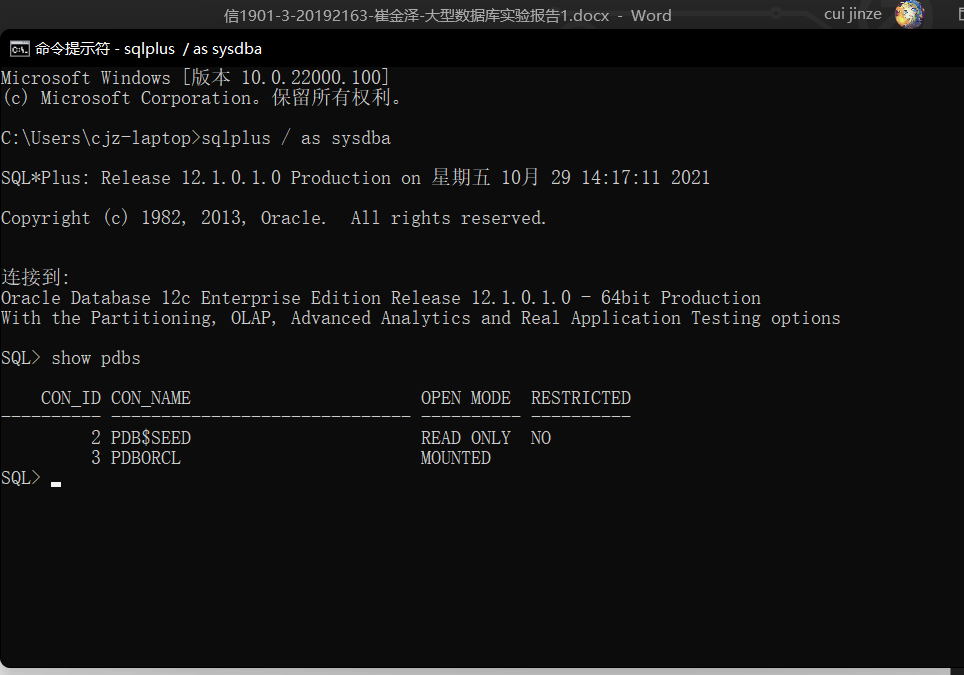 信1901-3-20192163-崔金泽-大型数据库实验报告1.docx - Word
cui jinze
命令提示符 - sqlplus / as sysdba
Microsoft Windows [版本 10.0.22000.100]
(c) Microsoft Corporation。保留所有权利。
C:\Users\cjz-laptop>sqlplus / as sysdba
SQL*Plus: Release 12.1.0.1.0 Production on 星期五 10月 29 14:17:11 2021
Copyright (c) 1982, 2013, Oracle.  All rights reserved.
连接到:
Oracle Database 12c Enterprise Edition Release 12.1.0.1.0 - 64bit Production
With the Partitioning, OLAP, Advanced Analytics and Real Application Testing options
SQL> show pdbs
    CON_ID CON_NAME                       OPEN MODE  RESTRICTED
---------- ------------------------------ ---------- ----------
         2 PDB$SEED                       READ ONLY  NO
         3 PDBORCL                        MOUNTED
SQL>